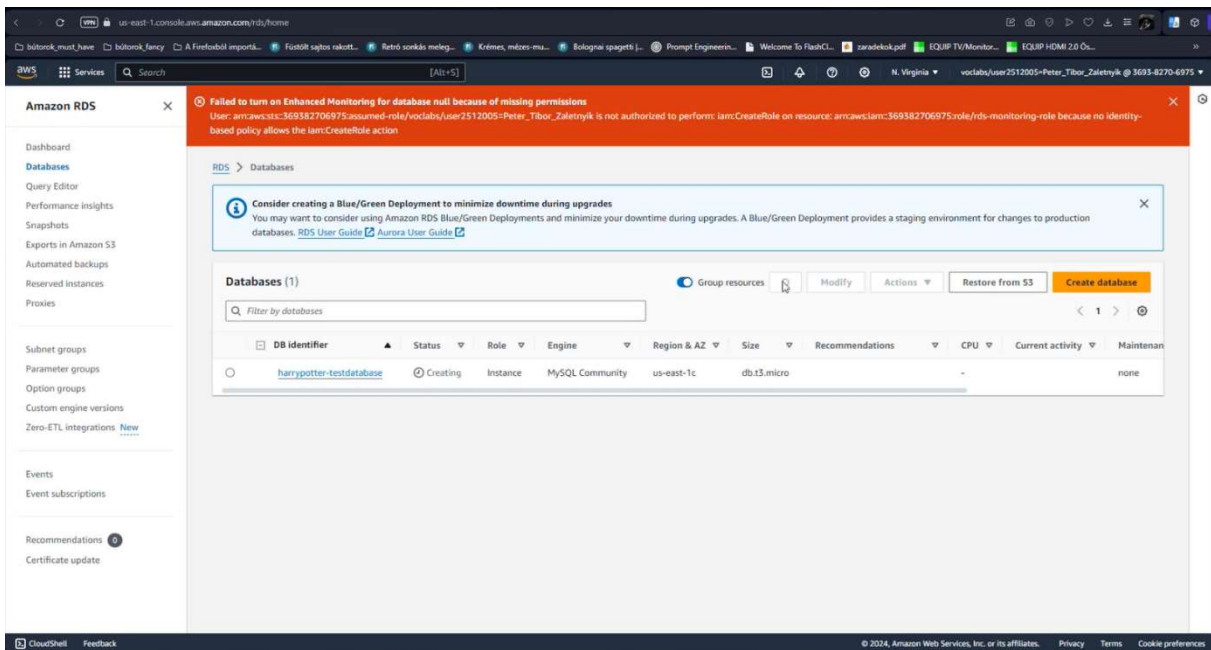 VPN us-east-1.console.aws.amazon.com/rds/home
bútorok_must_have bútorok_fancy A Firefoxból importá... Füstölt sajtos rakott... Retró sonkás meleg... Krémes, mézes-mu... Bolognai spagetti j... Prompt Engineerin... Welcome To FlashCl... zaradekok.pdf EQUIP TV/Monitor... EQUIP HDMI 2.0 Ös... »
aws Services Search [Alt+S] N. Virginia ▼ voclabs/user2512005=Peter_Tibor_Zaletnyik @ 3693-8270-6975 ▼
Amazon RDS
Dashboard
Databases
Query Editor
Performance insights
Snapshots
Exports in Amazon S3
Automated backups
Reserved instances
Proxies
Subnet groups
Parameter groups
Option groups
Custom engine versions
Zero-ETL integrations New
Events
Event subscriptions
Recommendations 0
Certificate update
Failed to turn on Enhanced Monitoring for database null because of missing permissions
User: arn:aws:sts::369382706975:assumed-role/voclabs/user2512005=Peter_Tibor_Zaletnyik is not authorized to perform: iam:CreateRole on resource: arn:aws:iam::369382706975:role/rds-monitoring-role because no identity-
based policy allows the iam:CreateRole action
RDS > Databases
Consider creating a Blue/Green Deployment to minimize downtime during upgrades
You may want to consider using Amazon RDS Blue/Green Deployments and minimize your downtime during upgrades. A Blue/Green Deployment provides a staging environment for changes to production
databases. RDS User Guide Aurora User Guide
Databases (1) Group resources Modify Actions ▼ Restore from S3 Create database
Filter by databases < 1 >
DB identifier Status Role Engine Region & AZ Size Recommendations CPU Current activity Maintenan
harrypotter-testdatabase Creating Instance MySQL Community us-east-1c db.t3.micro - none
CloudShell Feedback © 2024, Amazon Web Services, Inc. or its affiliates. Privacy Terms Cookie preferences